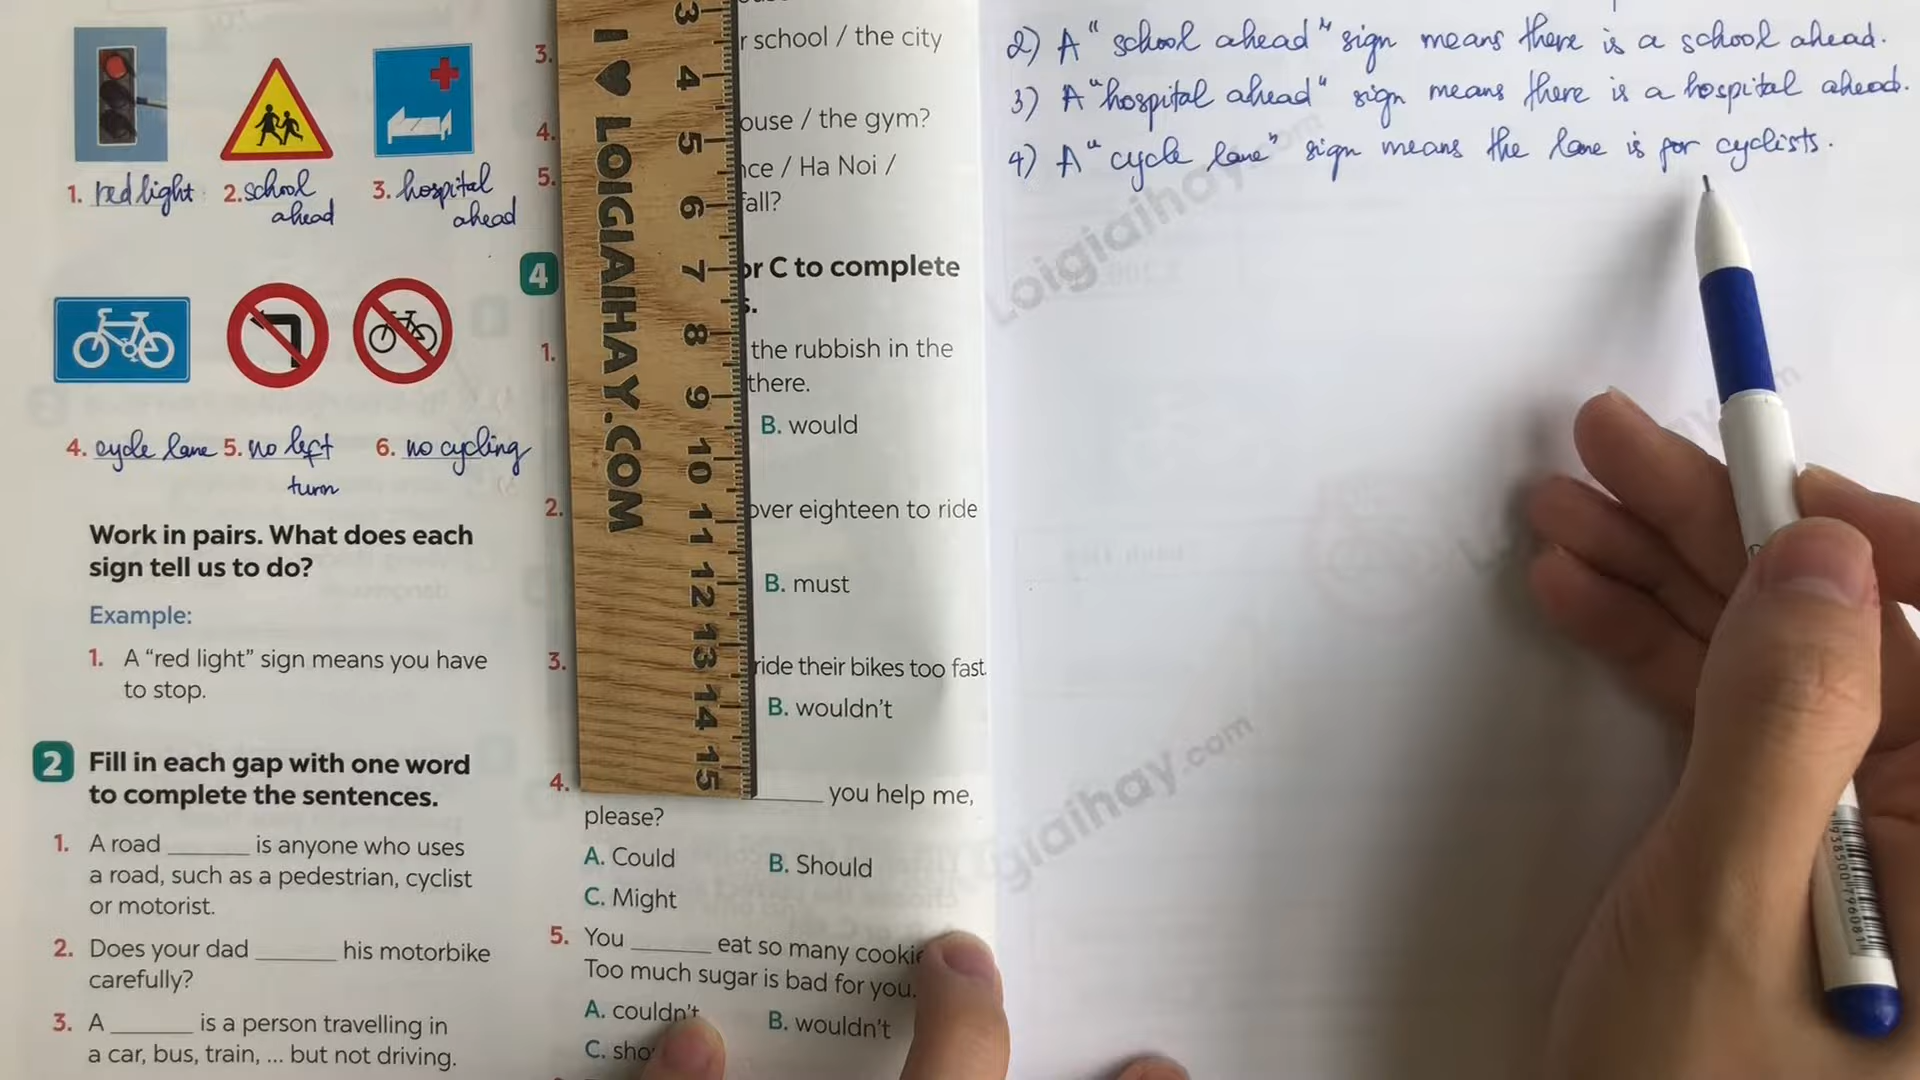 1. red light 2. school ahead 3. hospital ahead
4. cycle lane 5. no left turn 6. no cycling
Work in pairs. What does each
sign tell us to do?
Example:
1. A “red light” sign means you have
to stop.
2 Fill in each gap with one word
to complete the sentences.
1. A road ______ is anyone who uses
a road, such as a pedestrian, cyclist
or motorist.
2. Does your dad ______ his motorbike
carefully?
3. A ______ is a person travelling in
a car, bus, train, ... but not driving.
I ♥ LOIGIAIHAY.COM
3 4 5 6 7 8 9 10 11 12 13 14 15
3. r school / the city
4. ouse / the gym?
5. nce / Ha Noi /
fall?
4 or C to complete
s.
1. the rubbish in the
there.
B. would
2. over eighteen to ride
B. must
3. ride their bikes too fast.
B. wouldn't
4. ______ you help me,
please?
A. Could B. Should
C. Might
5. You ______ eat so many cookie
Too much sugar is bad for you.
A. couldn't B. wouldn't
C. sho
2) A "school ahead" sign means there is a school ahead.
3) A "hospital ahead" sign means there is a hospital ahead.
4) A "cycle lane" sign means the lane is for cyclists.
Loigiaihay.com
loigiaihay.com